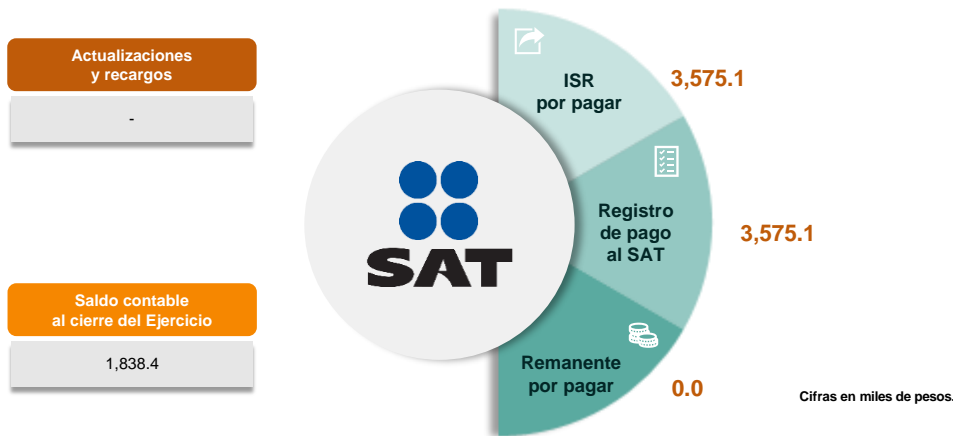 Actualizaciones
y recargos
-
Saldo contable
al cierre del Ejercicio
1,838.4
SAT
ISR
por pagar
3,575.1
Registro
de pago
al SAT
3,575.1
Remanente
por pagar
0.0
Cifras en miles de pesos.